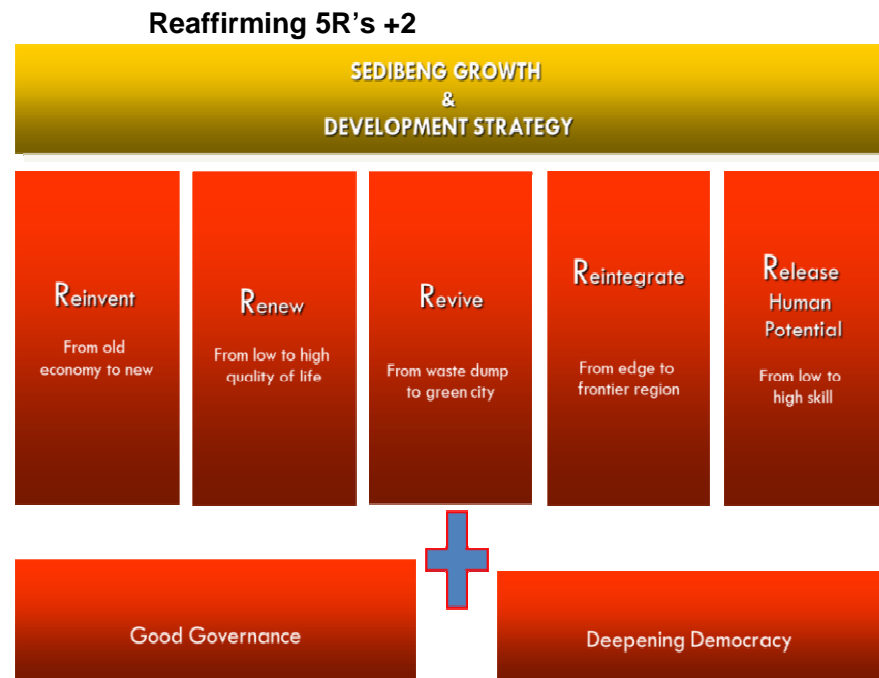 Reaffirming 5R’s +2
SEDIBENG GROWTH
&
DEVELOPMENT STRATEGY
Reinvent
From old
economy to new
Renew
From low to high
quality of life
Revive
From waste dump
to green city
Reintegrate
From edge to
frontier region
Release
Human
Potential
From low to
high skill
Good Governance
Deepening Democracy